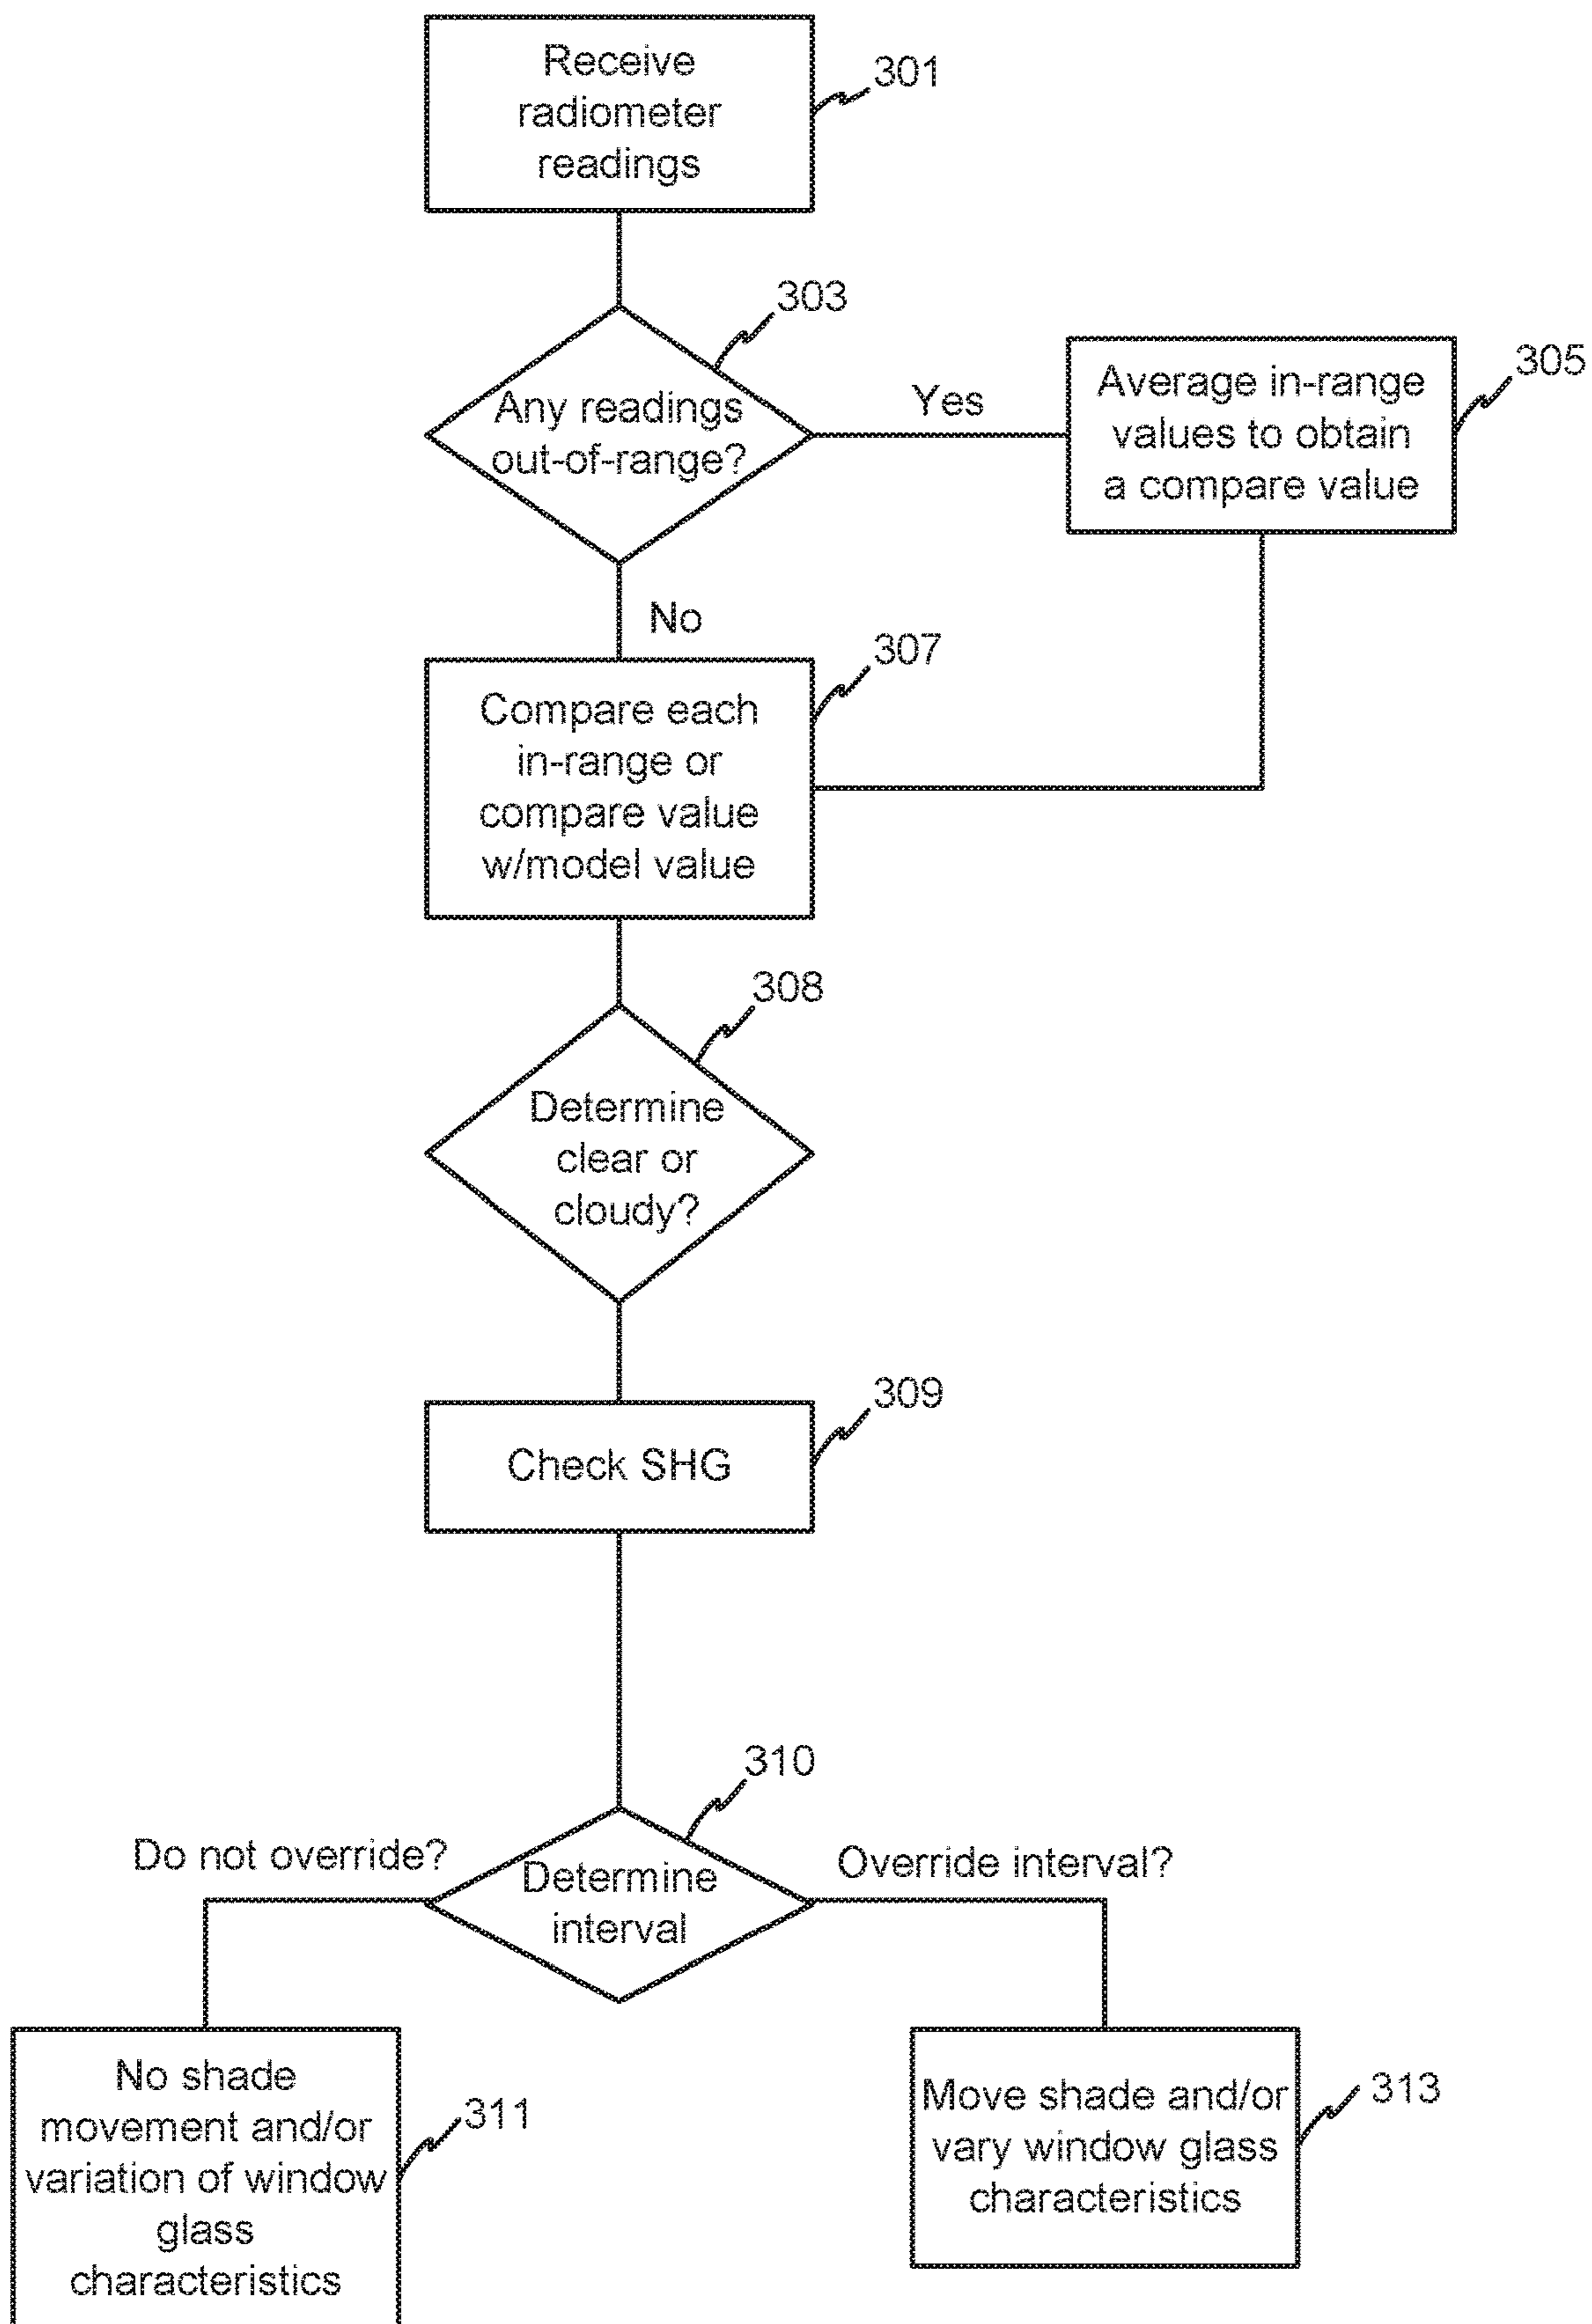 Receive
radiometer
readings
301
303
Any readings
out-of-range?
Yes
Average in-range
values to obtain
a compare value
305
No
307
Compare each
in-range or
compare value
w/model value
308
Determine
clear or
cloudy?
309
Check SHG
310
Do not override?
Determine
interval
Override interval?
No shade
movement and/or
variation of window
glass
characteristics
311
Move shade and/or
vary window glass
characteristics
313